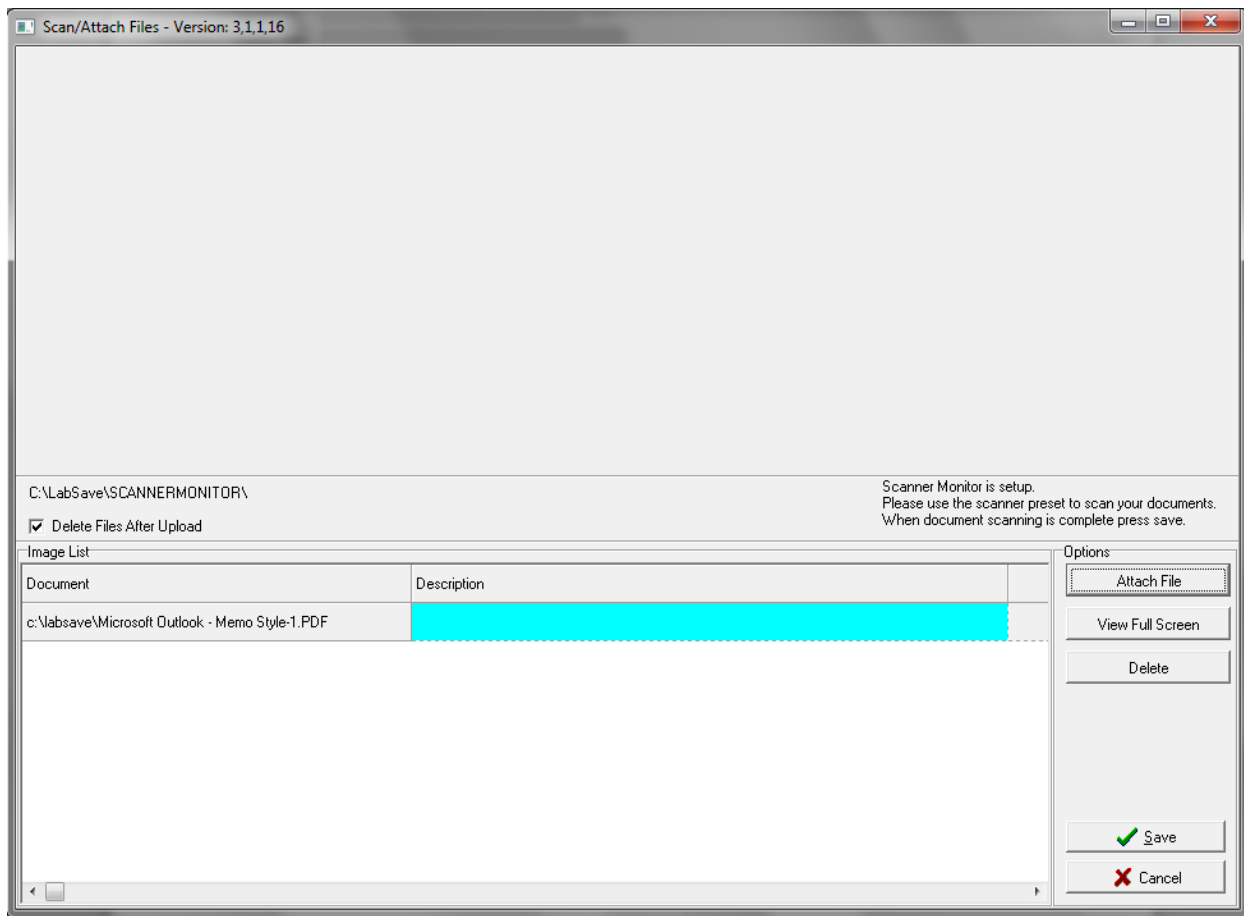 Scan/Attach Files - Version: 3,1,1,16
C:\LabSave\SCANNERMONITOR\
Delete Files After Upload
Scanner Monitor is setup.
Please use the scanner preset to scan your documents.
When document scanning is complete press save.
Image List
Document Description
c:\labsave\Microsoft Outlook - Memo Style-1.PDF
Options
Attach File
View Full Screen
Delete
Save
Cancel